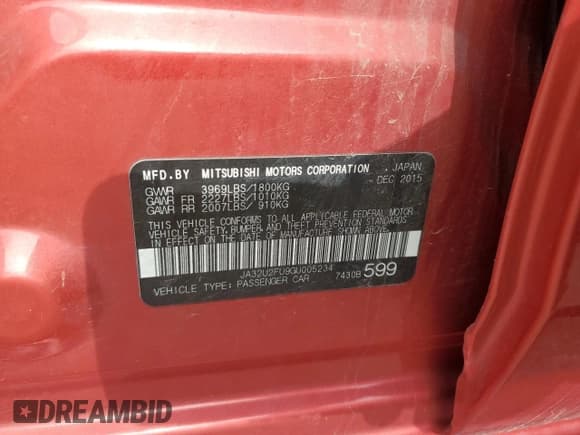 MFD.BY MITSUBISHI MOTORS CORPORATION , JAPAN
DEC 2015
GVWR 3969LBS/1800KG
GAWR FR 2227LBS/1010KG
GAWR RR 2007LBS/ 910KG
THIS VEHICLE CONFORMS TO ALL APPLICABLE FEDERAL MOTOR
VEHICLE SAFETY,BUMPER,AND THEFT PREVENTION STANDARDS
IN EFFECT ON THE DATE OF MANUFACTURE SHOWN ABOVE.
JA32U2FU9GU005234
7430B 599
VEHICLE TYPE: PASSENGER CAR
DREAMBID